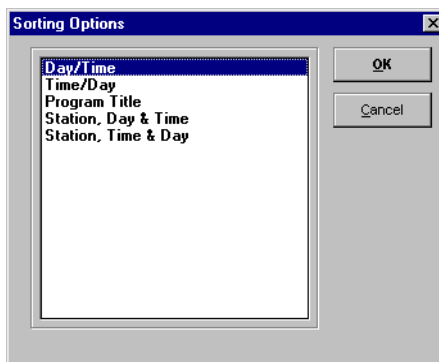 Sorting Options
Day/Time
Time/Day
Program Title
Station, Day & Time
Station, Time & Day
OK
Cancel